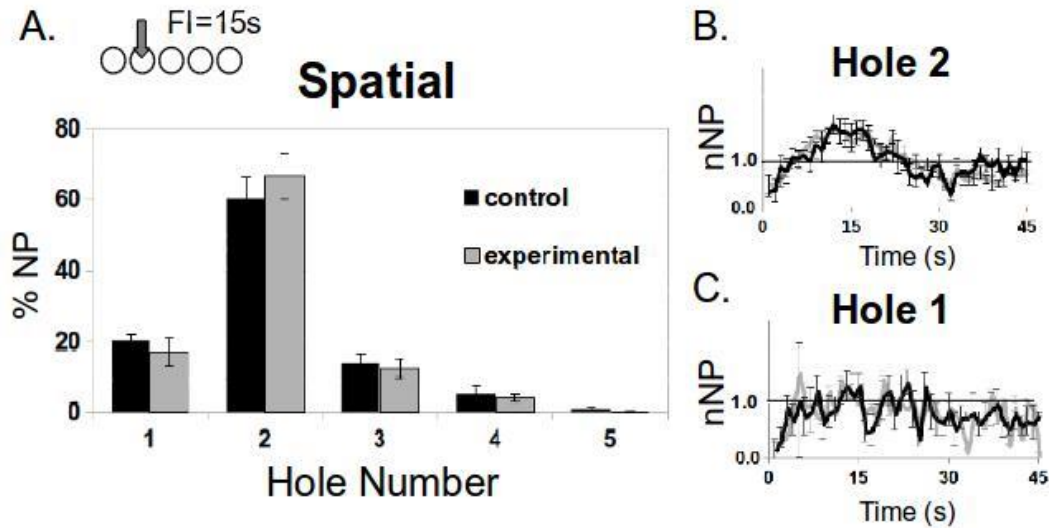 A.
FI=15s
Spatial
80
60
40
20
0
% NP
control
experimental
1 2 3 4 5
Hole Number
B.
Hole 2
nNP
1.0
0.0
0 15 30 45
Time (s)
C.
Hole 1
nNP
1.0
0.0
0 15 30 45
Time (s)